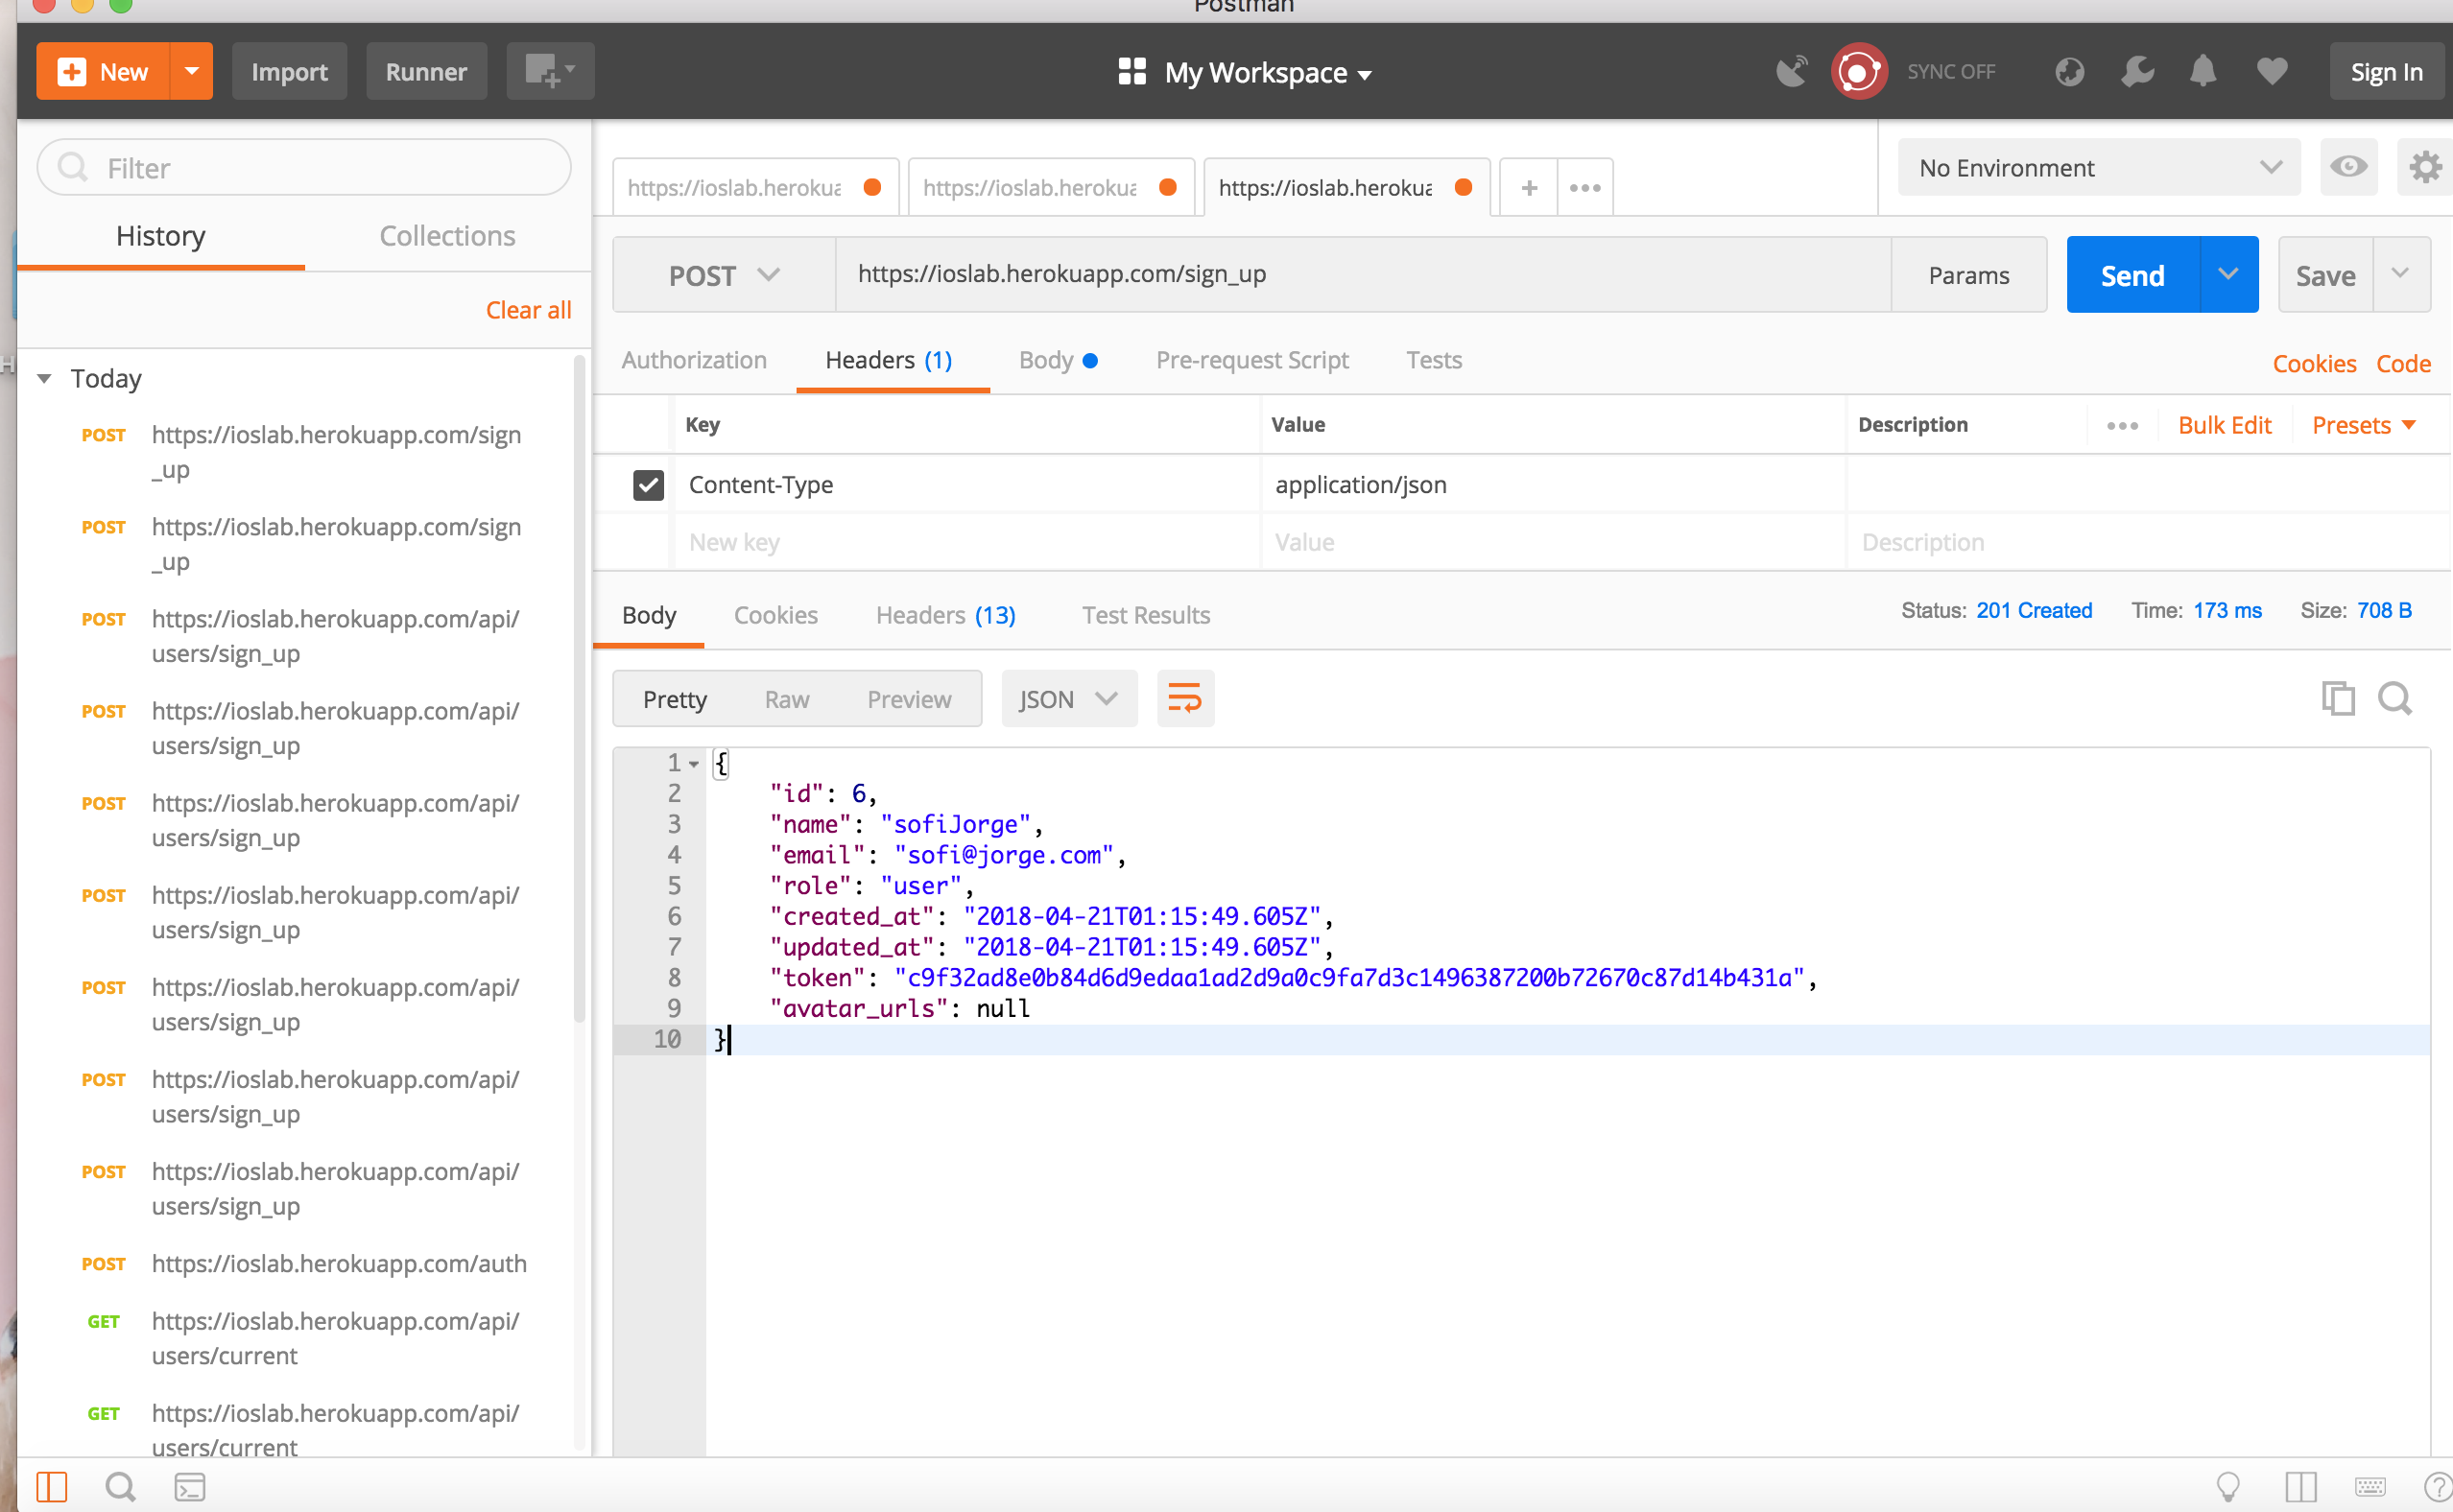 Postman
New
Import
Runner
My Workspace
SYNC OFF
Sign In
Filter
History
Collections
Clear all
Today
POST https://ioslab.herokuapp.com/sign
_up
POST https://ioslab.herokuapp.com/sign
_up
POST https://ioslab.herokuapp.com/api/
users/sign_up
POST https://ioslab.herokuapp.com/api/
users/sign_up
POST https://ioslab.herokuapp.com/api/
users/sign_up
POST https://ioslab.herokuapp.com/api/
users/sign_up
POST https://ioslab.herokuapp.com/api/
users/sign_up
POST https://ioslab.herokuapp.com/api/
users/sign_up
POST https://ioslab.herokuapp.com/api/
users/sign_up
POST https://ioslab.herokuapp.com/auth
GET https://ioslab.herokuapp.com/api/
users/current
GET https://ioslab.herokuapp.com/api/
users/current
https://ioslab.herokua https://ioslab.herokua https://ioslab.herokua + •••
No Environment
POST https://ioslab.herokuapp.com/sign_up Params Send Save
Authorization Headers (1) Body Pre-request Script Tests Cookies Code
Key Value Description ••• Bulk Edit Presets
Content-Type application/json
New key Value Description
Body Cookies Headers (13) Test Results Status: 201 Created Time: 173 ms Size: 708 B
Pretty Raw Preview JSON
1 {
2 "id": 6,
3 "name": "sofiJorge",
4 "email": "sofi@jorge.com",
5 "role": "user",
6 "created_at": "2018-04-21T01:15:49.605Z",
7 "updated_at": "2018-04-21T01:15:49.605Z",
8 "token": "c9f32ad8e0b84d6d9edaa1ad2d9a0c9fa7d3c1496387200b72670c87d14b431a",
9 "avatar_urls": null
10 }